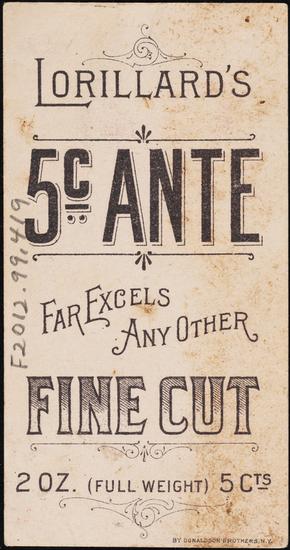 LORILLARD'S
5C. ANTE
FAR EXCELS
ANY OTHER
FINE CUT
2 OZ. (FULL WEIGHT) 5 CTS
BY DONALDSON BROTHERS, N.Y.
F2012.99.419